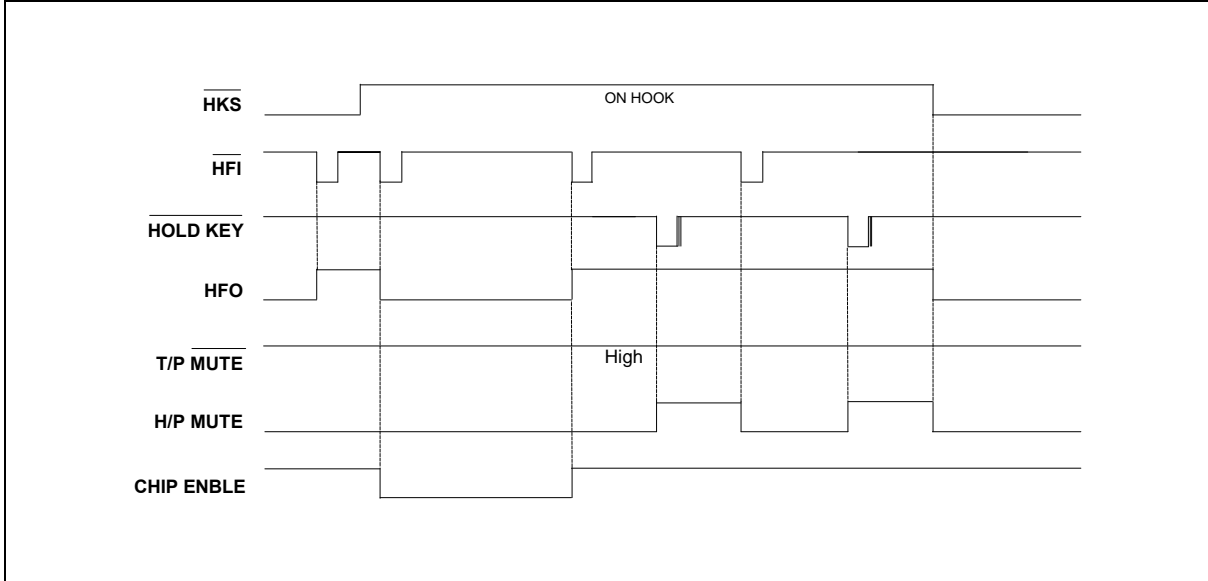 HKS
ON HOOK
HFI
HOLD KEY
HFO
T/P MUTE
High
H/P MUTE
CHIP ENBLE